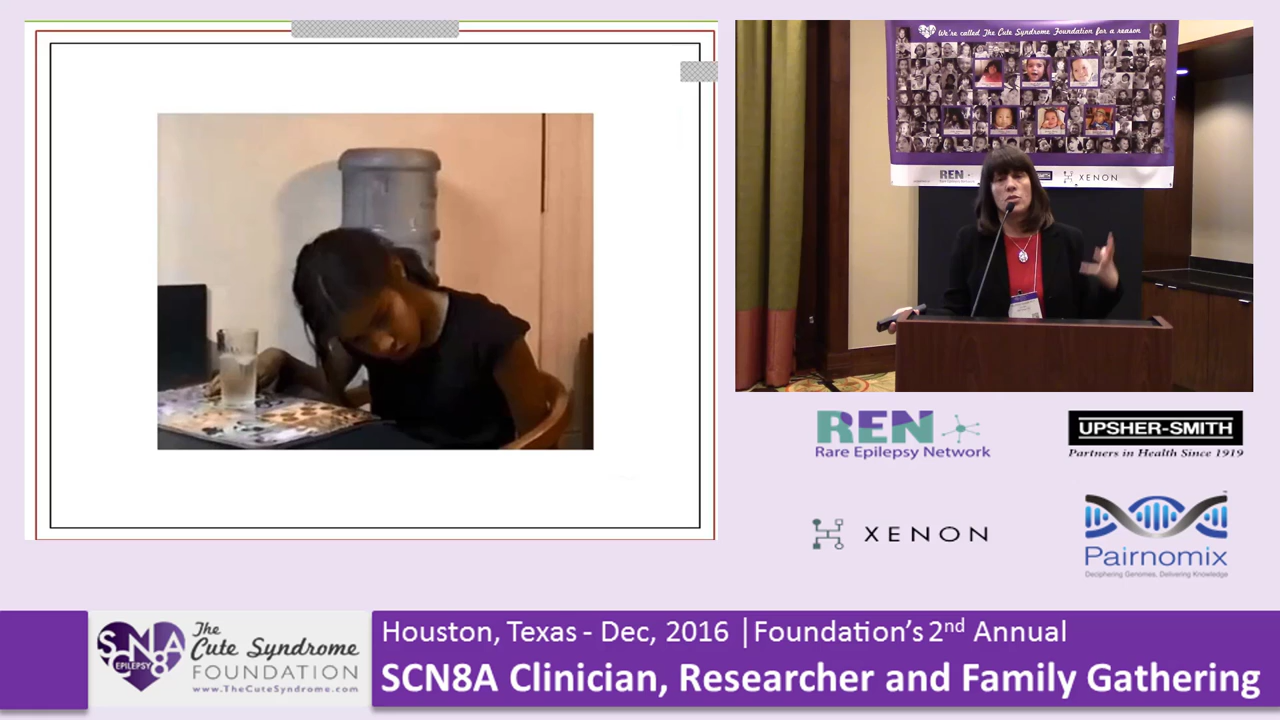 We're called The Cute Syndrome Foundation for a reason
REN
XENON
REN
Rare Epilepsy Network
UPSHER-SMITH
Partners in Health Since 1919
XENON
Pairnomix
Deciphering Genomes, Delivering Knowledge
SCN8A
EPILEPSY
The
Cute Syndrome
FOUNDATION
www.TheCuteSyndrome.com
Houston, Texas - Dec, 2016 | Foundation's 2nd Annual
SCN8A Clinician, Researcher and Family Gathering